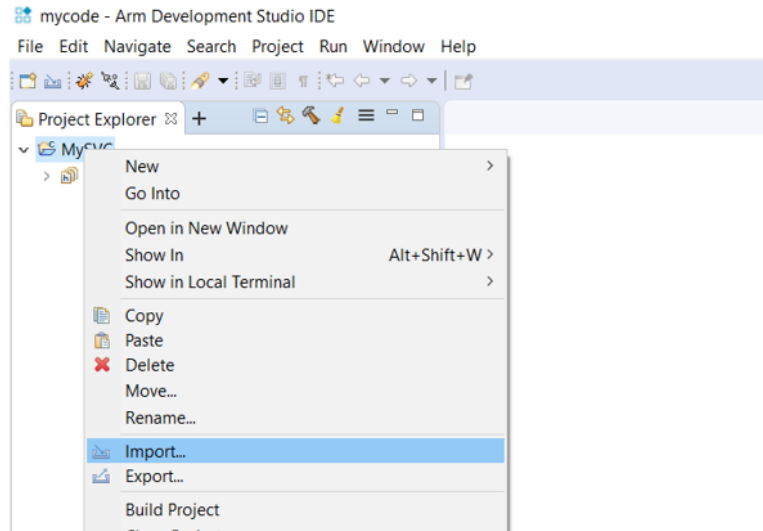 mycode - Arm Development Studio IDE
File Edit Navigate Search Project Run Window Help
Project Explorer
MySVC
New
Go Into
Open in New Window
Show In Alt+Shift+W
Show in Local Terminal
Copy
Paste
Delete
Move...
Rename...
Import...
Export...
Build Project